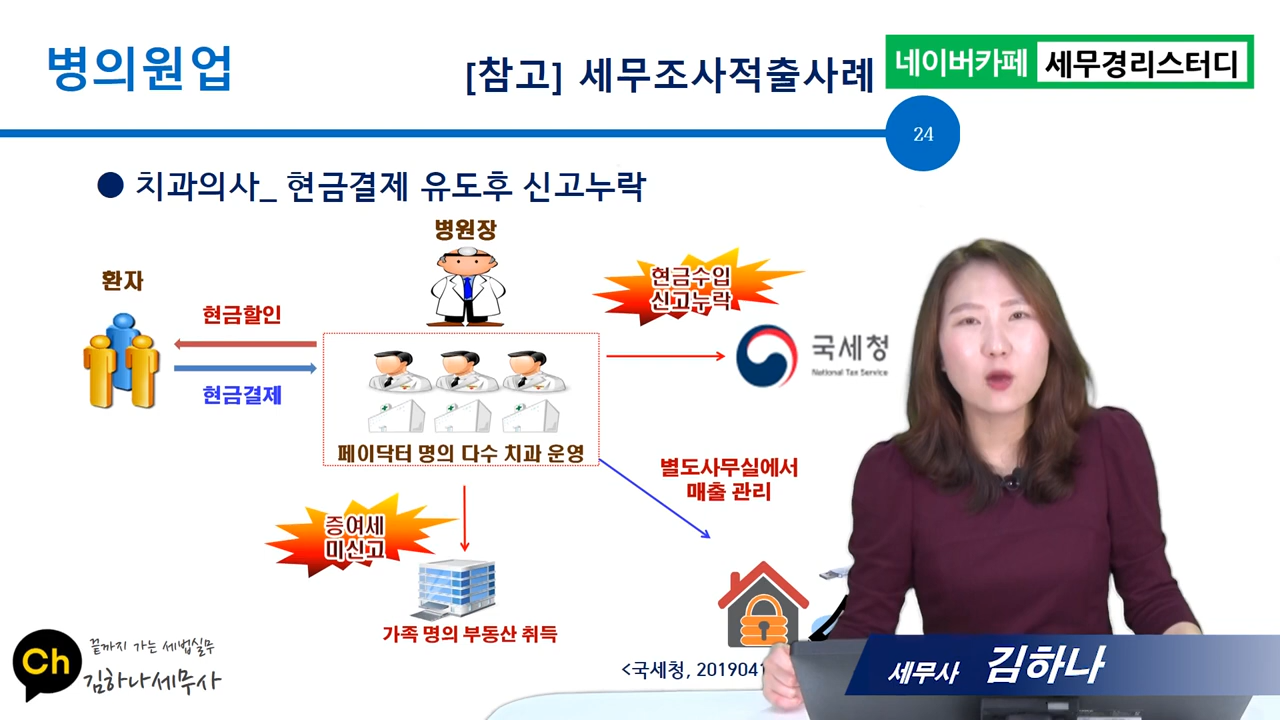 병의원업
[참고] 세무조사적출사례
네이버카페 세무경리스터디
24
● 치과의사_ 현금결제 유도후 신고누락
병원장
환자
현금할인
현금결제
현금수입
신고누락
국세청
National Tax Service
페이닥터 명의 다수 치과 운영
별도사무실에서
매출 관리
증여세
미신고
가족 명의 부동산 취득
<국세청, 201904
Ch
끝까지 가는 세법실무
김하나세무사
세무사 김하나